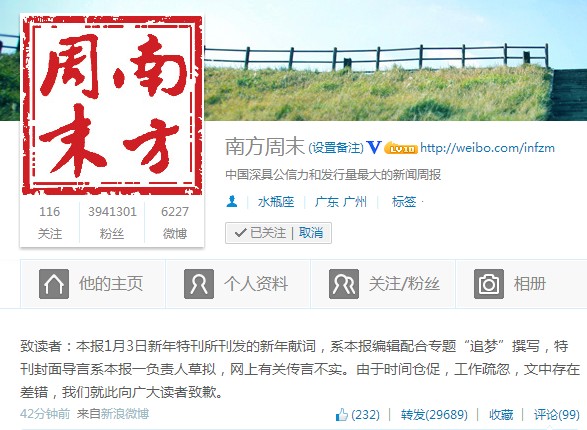 南方
周末
南方周末 (设置备注) V LV10 http://weibo.com/infzm
中国深具公信力和发行量最大的新闻周报
水瓶座 | 广东 广州 | 标签
116 3941301 6227
关注 粉丝 微博
已关注 | 取消
他的主页 个人资料 关注/粉丝 相册
致读者：本报1月3日新年特刊所刊发的新年献词，系本报编辑配合专题“追梦”撰写，特
刊封面导言系本报一负责人草拟，网上有关传言不实。由于时间仓促，工作疏忽，文中存在
差错，我们就此向广大读者致歉。
42分钟前 来自新浪微博 (232) | 转发(29689) | 收藏 | 评论(99)